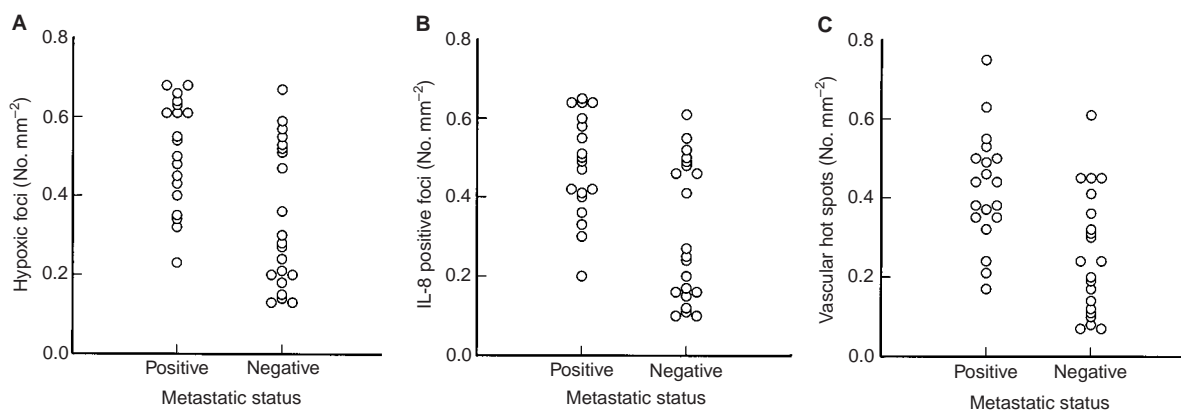 A
Hypoxic foci (No. mm−2)
0.8
0.6
0.4
0.2
0.0
Positive Negative
Metastatic status
B
IL-8 positive foci (No. mm−2)
0.8
0.6
0.4
0.2
0.0
Positive Negative
Metastatic status
C
Vascular hot spots (No. mm−2)
0.8
0.6
0.4
0.2
0.0
Positive Negative
Metastatic status